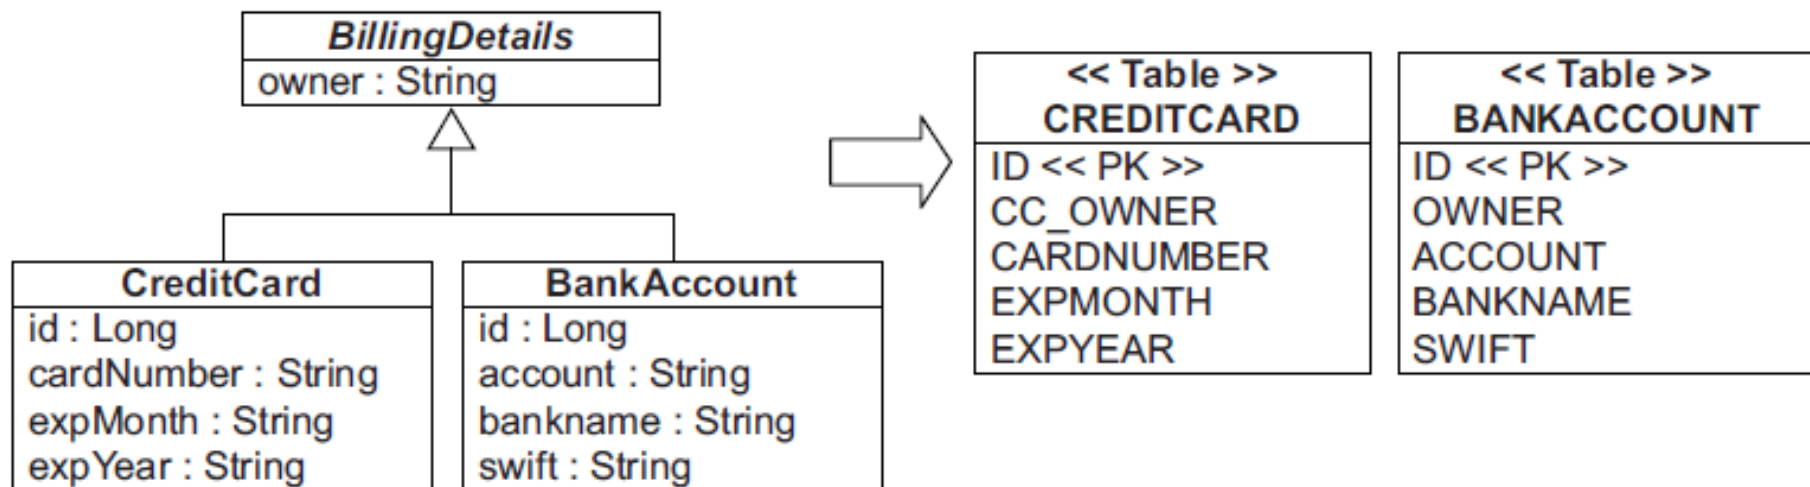 BillingDetails
owner : String
CreditCard
id : Long
cardNumber : String
expMonth : String
expYear : String
BankAccount
id : Long
account : String
bankname : String
swift : String
<< Table >>
CREDITCARD
ID << PK >>
CC_OWNER
CARDNUMBER
EXPMONTH
EXPYEAR
<< Table >>
BANKACCOUNT
ID << PK >>
OWNER
ACCOUNT
BANKNAME
SWIFT